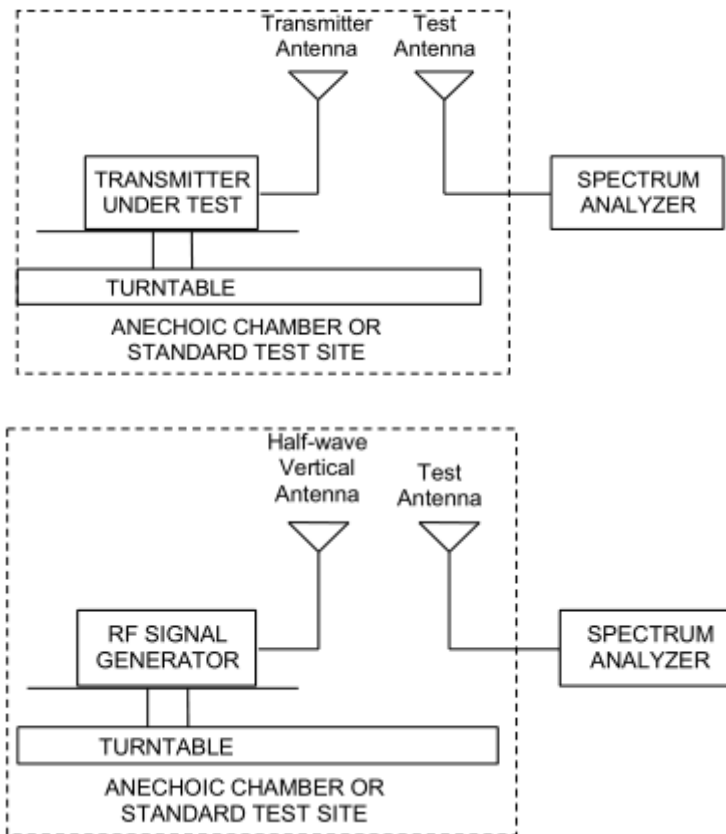 Transmitter
Antenna
Test
Antenna
TRANSMITTER
UNDER TEST
SPECTRUM
ANALYZER
TURNTABLE
ANECHOIC CHAMBER OR
STANDARD TEST SITE
Half-wave
Vertical
Antenna
Test
Antenna
RF SIGNAL
GENERATOR
SPECTRUM
ANALYZER
TURNTABLE
ANECHOIC CHAMBER OR
STANDARD TEST SITE